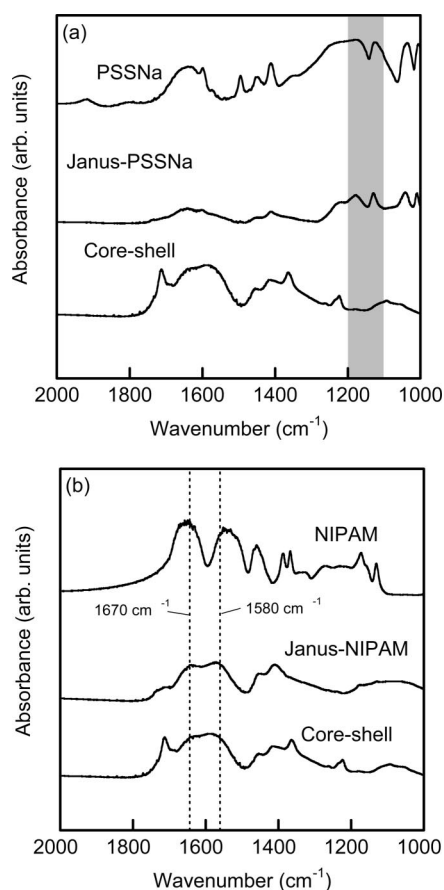 (a)
PSSNa
Janus-PSSNa
Core-shell
Absorbance (arb. units)
2000 1800 1600 1400 1200 1000
Wavenumber (cm⁻¹)
(b)
NIPAM
1670 cm ⁻¹
1580 cm ⁻¹
Janus-NIPAM
Core-shell
Absorbance (arb. units)
2000 1800 1600 1400 1200 1000
Wavenumber (cm⁻¹)